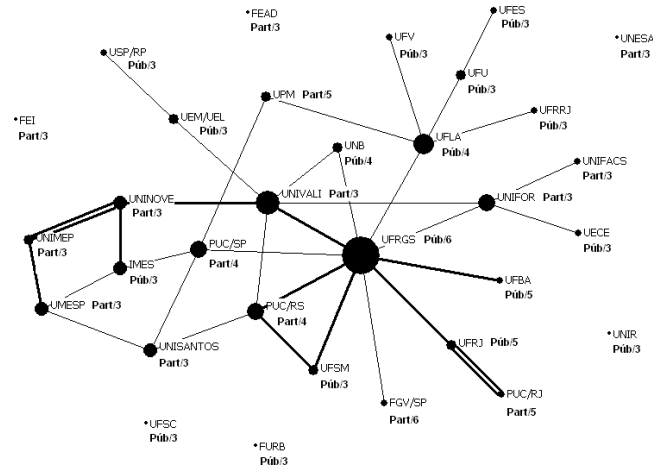 FEAD
Part/3
UFES
Púb/3
UFV
Púb/3
UNESA
Part/3
USP/RP
Púb/3
UFU
Púb/3
UPM Part/5
UFRRJ
Púb/3
FEI
Part/3
UEM/UEL
Púb/3
UFLA
Púb/4
UNB
Púb/4
UNIFACS
Part/3
UNIVALI Part/3
UNINOVE
Part/3
UNIFOR Part/3
UNIMEP
Part/3
UECE
Púb/3
UFRGS Púb/6
PUC/SP
Part/4
IMES
Púb/3
UFBA
Púb/5
UMESP Part/3
PUC/RS
Part/4
UNIR
Púb/3
UNISANTOS
Part/3
UFRJ Púb/5
UFSM
Púb/3
PUC/RJ
Part/5
FGV/SP
Part/6
UFSC
Púb/3
FURB
Púb/3